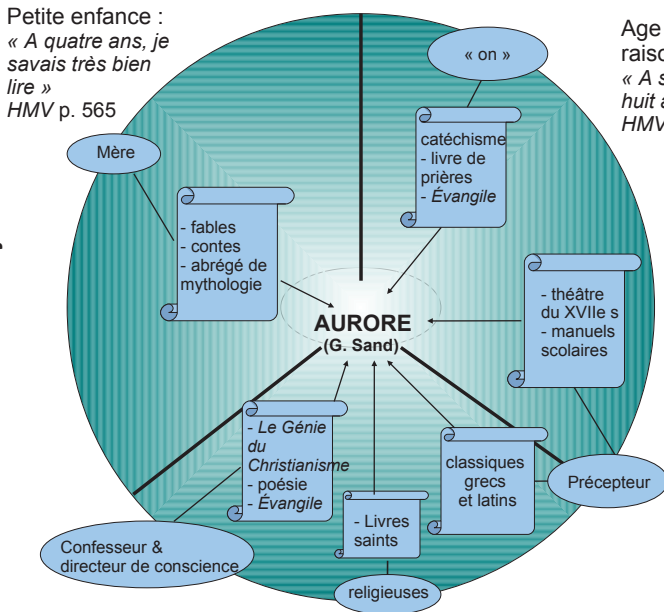 Petite enfance :
« A quatre ans, je
savais très bien
lire »
HMV p. 565
Age
« A s
HMV
« on »
catéchisme
- livre de
prières
- Évangile
Mère
- fables
- contes
- abrégé de
mythologie
- théâtre
du XVIIe s
- manuels
scolaires
AURORE
(G. Sand)
- Le Génie
du
Christianisme
- poésie
- Évangile
classiques
grecs
et latins
Précepteur
- Livres
saints
Confesseur &
directeur de conscience
religieuses